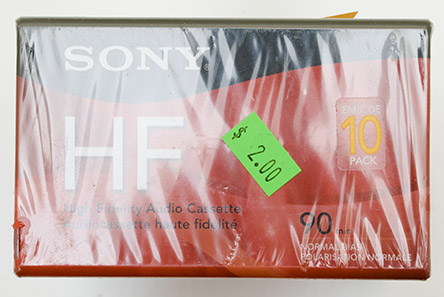 SONY®
HF
EMB. DE
10
PACK
$ 2.00
High Fidelity Audio Cassette
Audiocassette haute fidélité
90 min
NORMAL BIAS
POLARISATION NORMALE